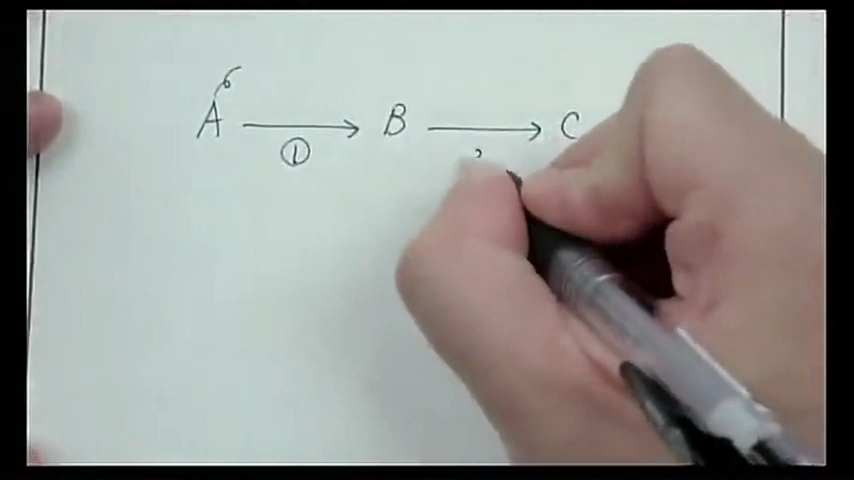 A → B → C
①